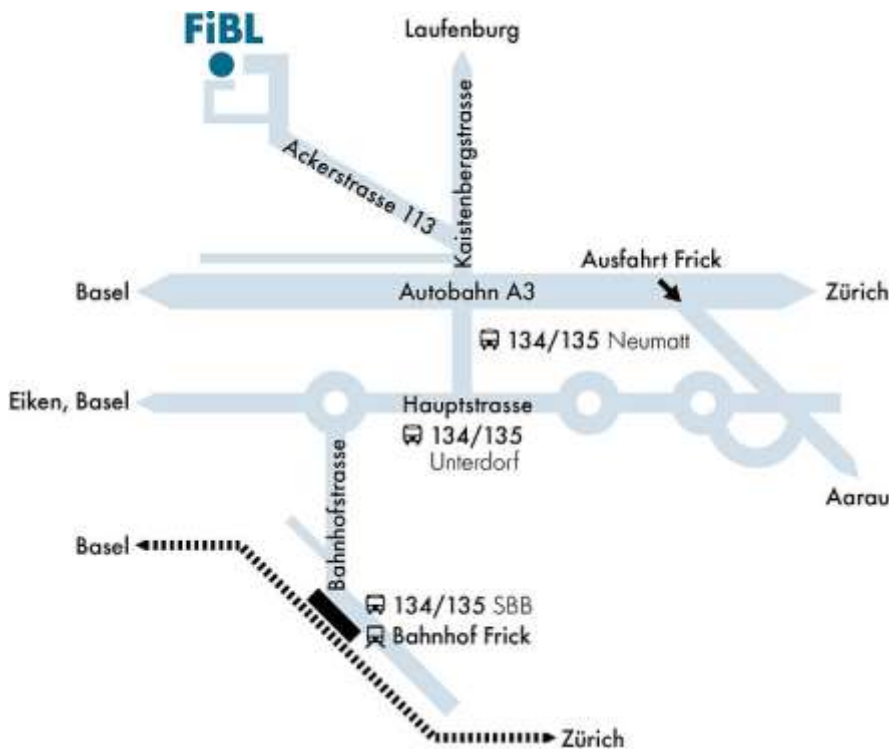 FiBL
Laufenburg
Kaistenbergstrasse
Ackerstrasse 113
Ausfahrt Frick
Basel
Autobahn A3
Zürich
134/135 Neumatt
Eiken, Basel
Hauptstrasse
134/135
Unterdorf
Aarau
Bahnhofstrasse
Basel
134/135 SBB
Bahnhof Frick
Zürich